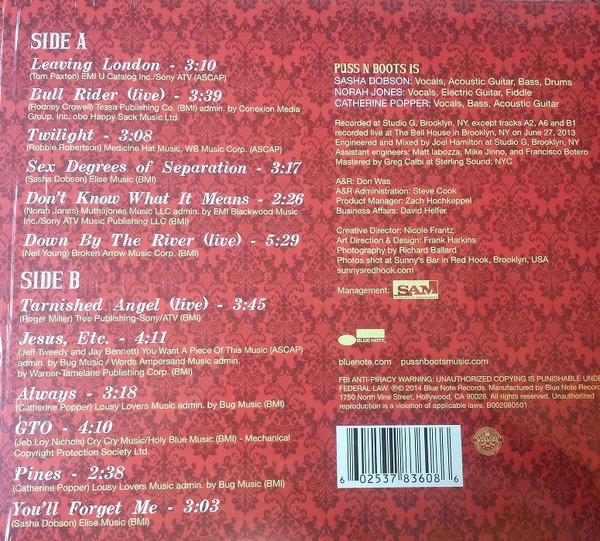 SIDE A
Leaving London - 3:10
(Tom Paxton) EMI U Catalog Inc./Sony ATV (ASCAP)
Bull Rider (live) - 3:39
(Rodney Crowell) Tessa Publishing Co. (BMI) admin. by Conexion Media
Group, Inc. obo Happy Sack Music Ltd.
Twilight - 3:08
(Robbie Robertson) Medicine Hat Music, WB Music Corp. (ASCAP)
Sex Degrees of Separation - 3:17
(Sasha Dobson) Elise Music (BMI)
Don't Know What It Means - 2:26
(Norah Jones) Muthajones Music LLC admin. by EMI Blackwood Music
Inc./Sony ATV Music Publishing LLC (BMI)
Down By The River (live) - 5:29
(Neil Young) Broken Arrow Music Corp. (BMI)
SIDE B
Tarnished Angel (live) - 3:45
(Roger Miller) Tree Publishing-Sony/ATV (BMI)
Jesus, Etc. - 4:11
(Jeff Tweedy and Jay Bennett) You Want A Piece Of This Music (ASCAP)
admin. by Bug Music / Words Ampersand Music admin.
by Warner-Tamelane Publishing Corp. (BMI)
Always - 3:18
(Catherine Popper) Lousy Lovers Music admin. by Bug Music (BMI)
GTO - 4:10
(Jeb Loy Nichols) Cry Cry Music/Holy Blue Music (BMI) - Mechanical
Copyright Protection Society Ltd.
Pines - 2:38
(Catherine Popper) Lousy Lovers Music admin. by Bug Music (BMI)
You'll Forget Me - 3:03
(Sasha Dobson) Elise Music (BMI)
PUSS N BOOTS IS
SASHA DOBSON: Vocals, Acoustic Guitar, Bass, Drums
NORAH JONES: Vocals, Electric Guitar, Fiddle
CATHERINE POPPER: Vocals, Bass, Acoustic Guitar
Recorded at Studio G, Brooklyn, NY, except tracks A2, A6 and B1
recorded live at The Bell House in Brooklyn, NY on June 27, 2013
Engineered and Mixed by Joel Hamilton at Studio G, Brooklyn, NY
Assistant engineers: Matt Labozza, Mike Jinno, and Francisco Botero
Mastered by Greg Calbi at Sterling Sound; NYC
A&R: Don Was
A&R Administration: Steve Cook
Product Manager: Zach Hochkeppel
Business Affairs: David Helfer
Creative Director: Nicole Frantz
Art Direction & Design: Frank Harkins
Photography by Richard Ballard
Photos shot at Sunny's Bar in Red Hook, Brooklyn, USA
sunnysredhook.com
Management: SAM
BLUE NOTE.
bluenote.com pussnbootsmusic.com
FBI ANTI-PIRACY WARNING: UNAUTHORIZED COPYING IS PUNISHABLE UNDE
FEDERAL LAW, ℗©2014 Blue Note Records. Manufactured by Blue Note Recor
1750 North Vine Street, Hollywood, CA 90028. All rights reserved. Unauthorized
reproduction is a violation of applicable laws. B002080501
6 02537 83608 6